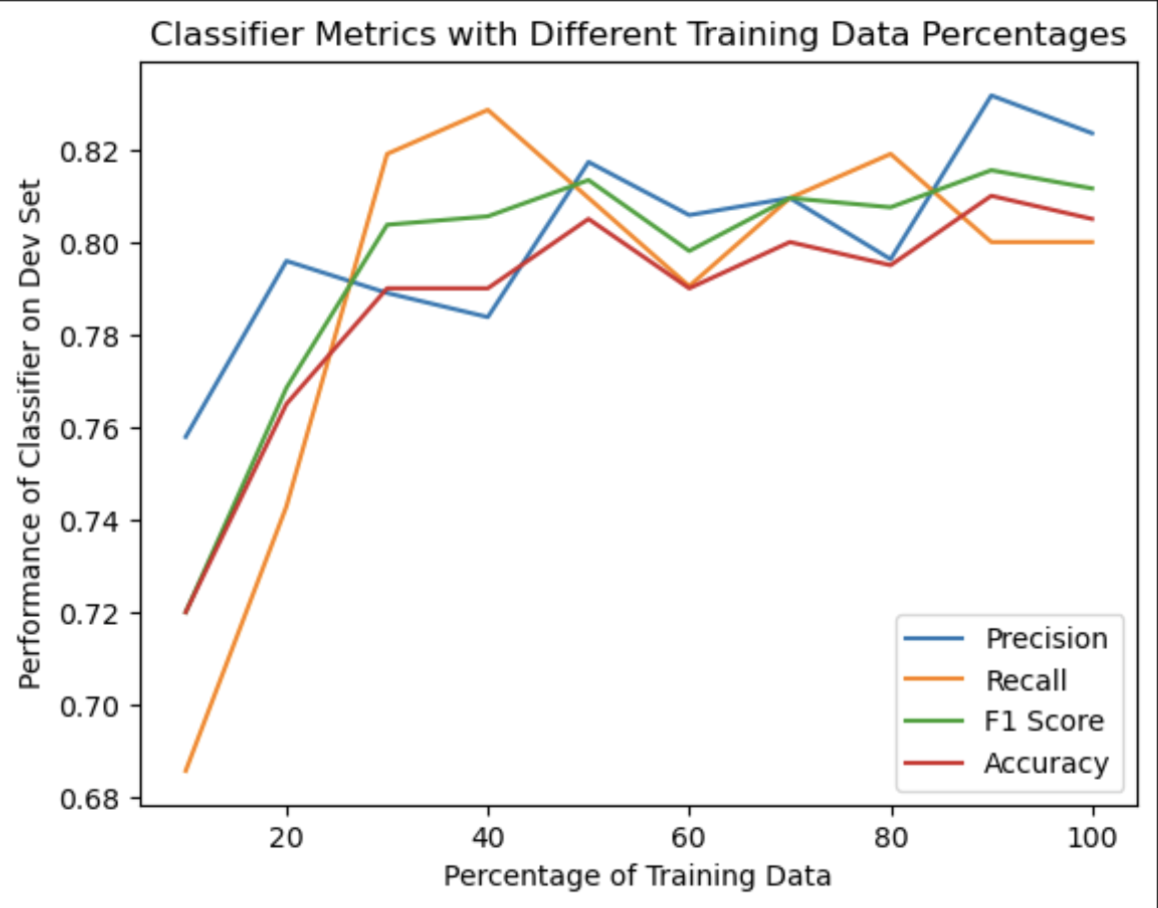 Classifier Metrics with Different Training Data Percentages
Performance of Classifier on Dev Set
0.82
0.80
0.78
0.76
0.74
0.72
0.70
0.68
20 40 60 80 100
Percentage of Training Data
Precision
Recall
F1 Score
Accuracy